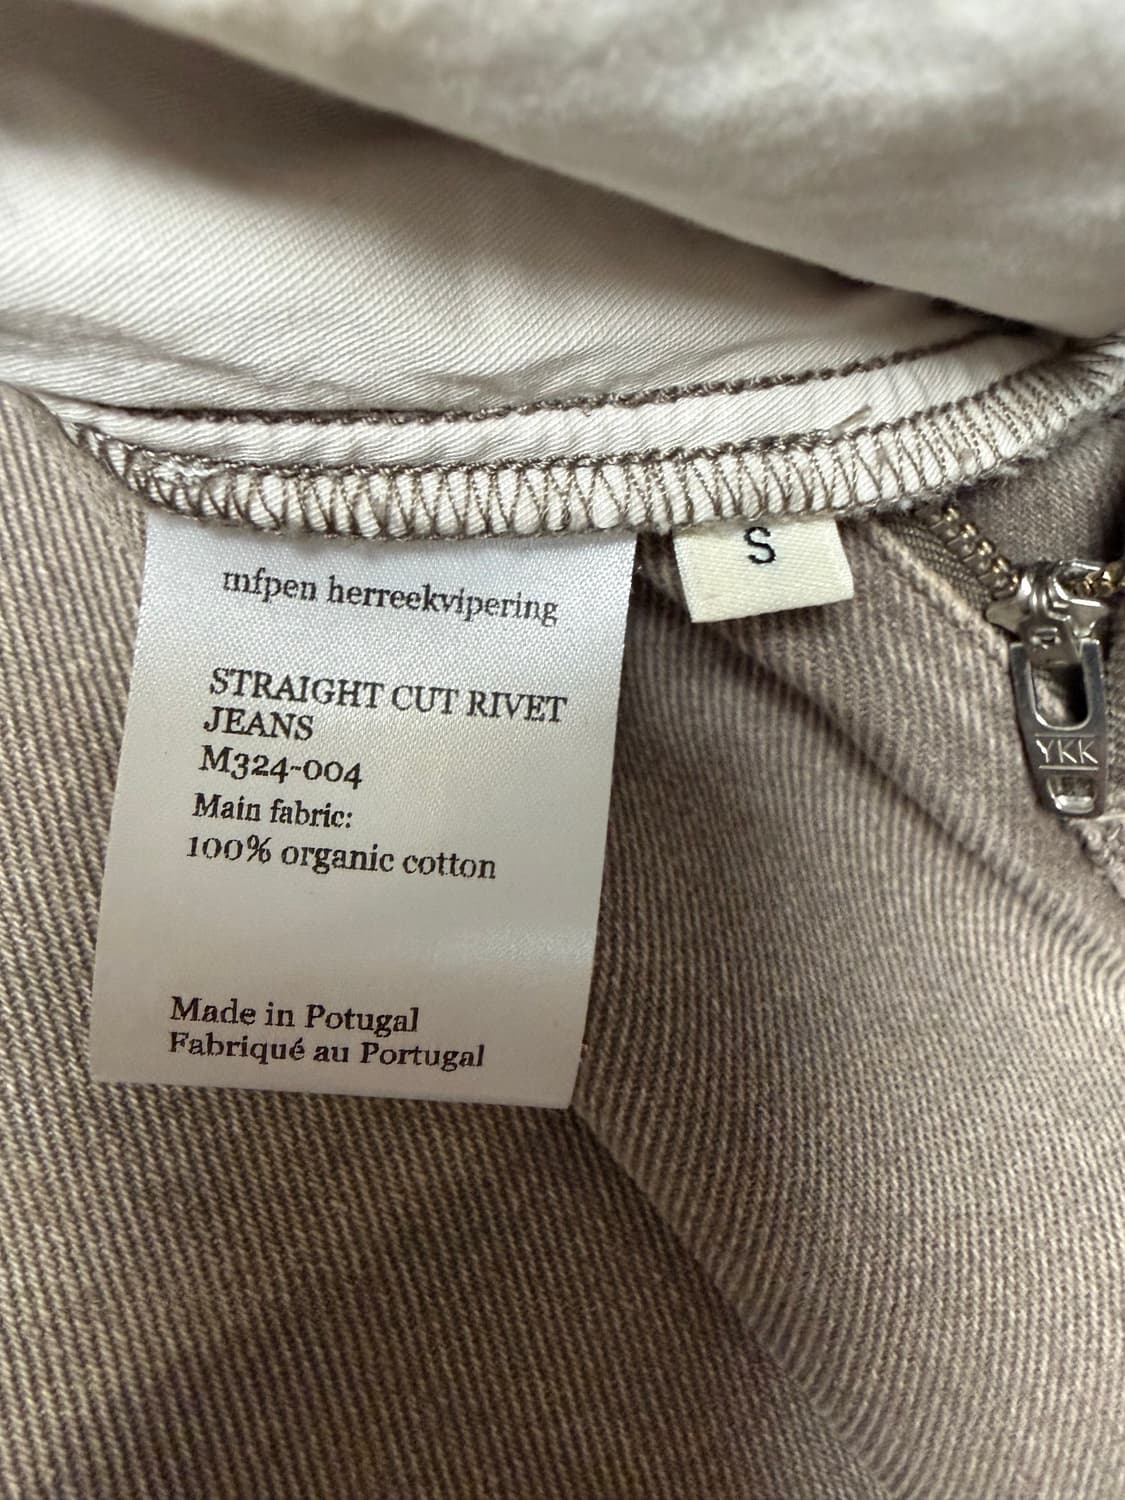 mfpen herreekvipering
S
STRAIGHT CUT RIVET
JEANS
M324-004
Main fabric:
100% organic cotton
Made in Potugal
Fabriqué au Portugal
YKK